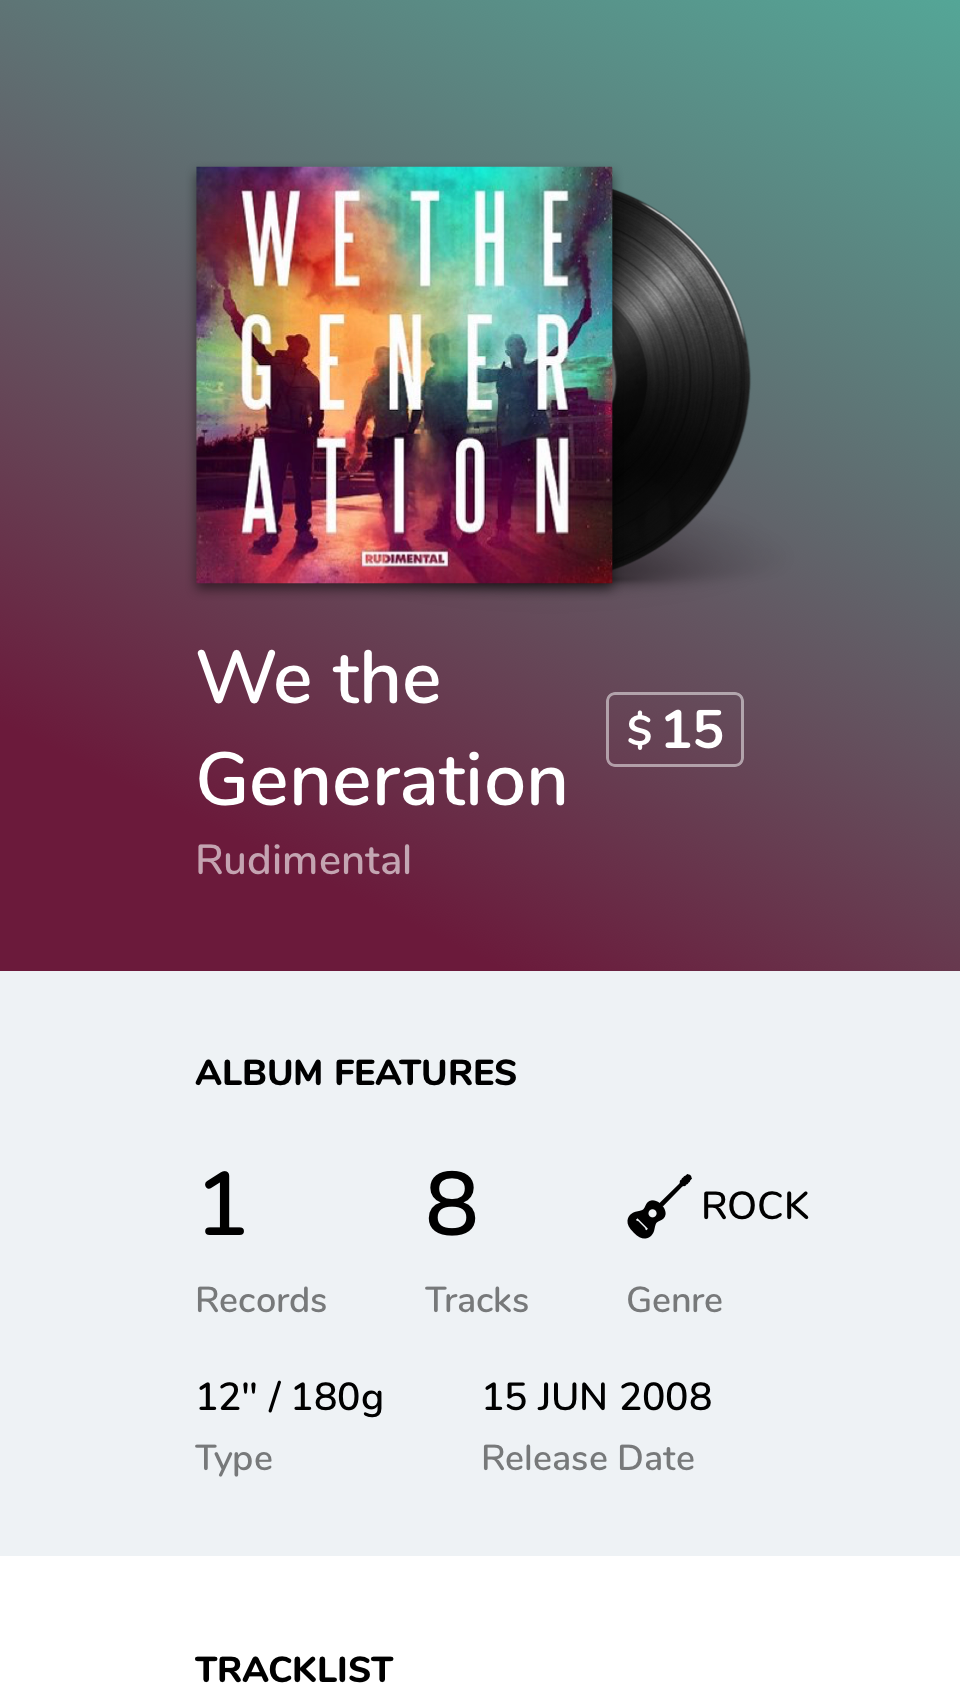 WE THE
GENER
ATION
RUDIMENTAL
We the
Generation
$ 15
Rudimental
ALBUM FEATURES
1 8 ROCK
Records Tracks Genre
12" / 180g 15 JUN 2008
Type Release Date
TRACKLIST